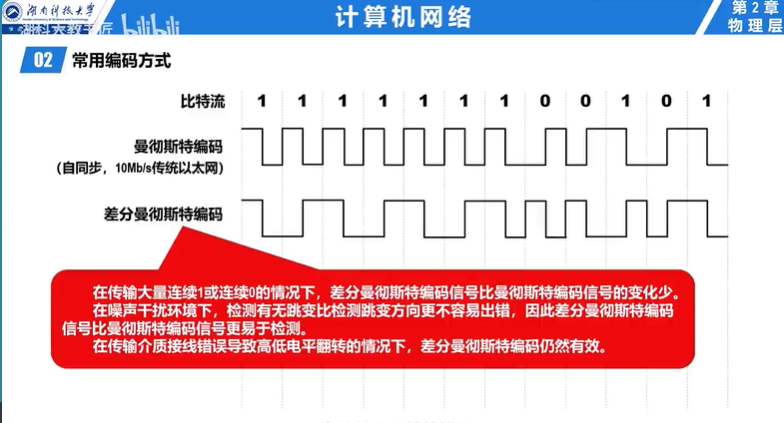 湖南科技大学
湖科大教书匠 bilibili
计算机网络
第2章
物理层
02 常用编码方式
比特流 1 1 1 1 1 1 1 0 0 1 0 1
曼彻斯特编码
(自同步，10Mb/s传统以太网)
差分曼彻斯特编码
在传输大量连续1或连续0的情况下，差分曼彻斯特编码信号比曼彻斯特编码信号的变化少。
在噪声干扰环境下，检测有无跳变比检测跳变方向更不容易出错，因此差分曼彻斯特编码
信号比曼彻斯特编码信号更易于检测。
在传输介质接线错误导致高低电平翻转的情况下，差分曼彻斯特编码仍然有效。